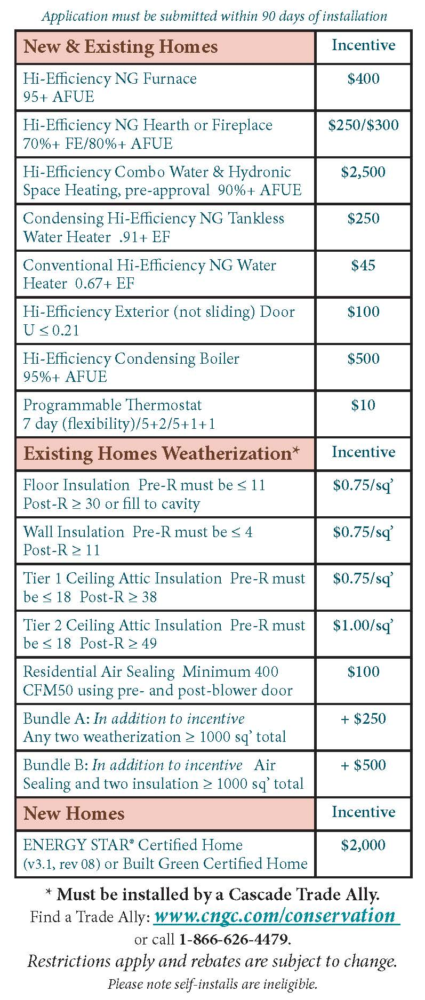 Application must be submitted within 90 days of installation
New & Existing Homes Incentive
Hi-Efficiency NG Furnace $400
95+ AFUE
Hi-Efficiency NG Hearth or Fireplace $250/$300
70%+ FE/80%+ AFUE
Hi-Efficiency Combo Water & Hydronic $2,500
Space Heating, pre-approval 90%+ AFUE
Condensing Hi-Efficiency NG Tankless $250
Water Heater .91+ EF
Conventional Hi-Efficiency NG Water $45
Heater 0.67+ EF
Hi-Efficiency Exterior (not sliding) Door $100
U ≤ 0.21
Hi-Efficiency Condensing Boiler $500
95%+ AFUE
Programmable Thermostat $10
7 day (flexibility)/5+2/5+1+1
Existing Homes Weatherization* Incentive
Floor Insulation Pre-R must be ≤ 11 $0.75/sq’
Post-R ≥ 30 or fill to cavity
Wall Insulation Pre-R must be ≤ 4 $0.75/sq’
Post-R ≥ 11
Tier 1 Ceiling Attic Insulation Pre-R must $0.75/sq’
be ≤ 18 Post-R ≥ 38
Tier 2 Ceiling Attic Insulation Pre-R must $1.00/sq’
be ≤ 18 Post-R ≥ 49
Residential Air Sealing Minimum 400 $100
CFM50 using pre- and post-blower door
Bundle A: In addition to incentive + $250
Any two weatherization ≥ 1000 sq’ total
Bundle B: In addition to incentive Air + $500
Sealing and two insulation ≥ 1000 sq’ total
New Homes Incentive
ENERGY STAR® Certified Home $2,000
(v3.1, rev 08) or Built Green Certified Home
* Must be installed by a Cascade Trade Ally.
Find a Trade Ally: www.cngc.com/conservation
or call 1-866-626-4479.
Restrictions apply and rebates are subject to change.
Please note self-installs are ineligible.